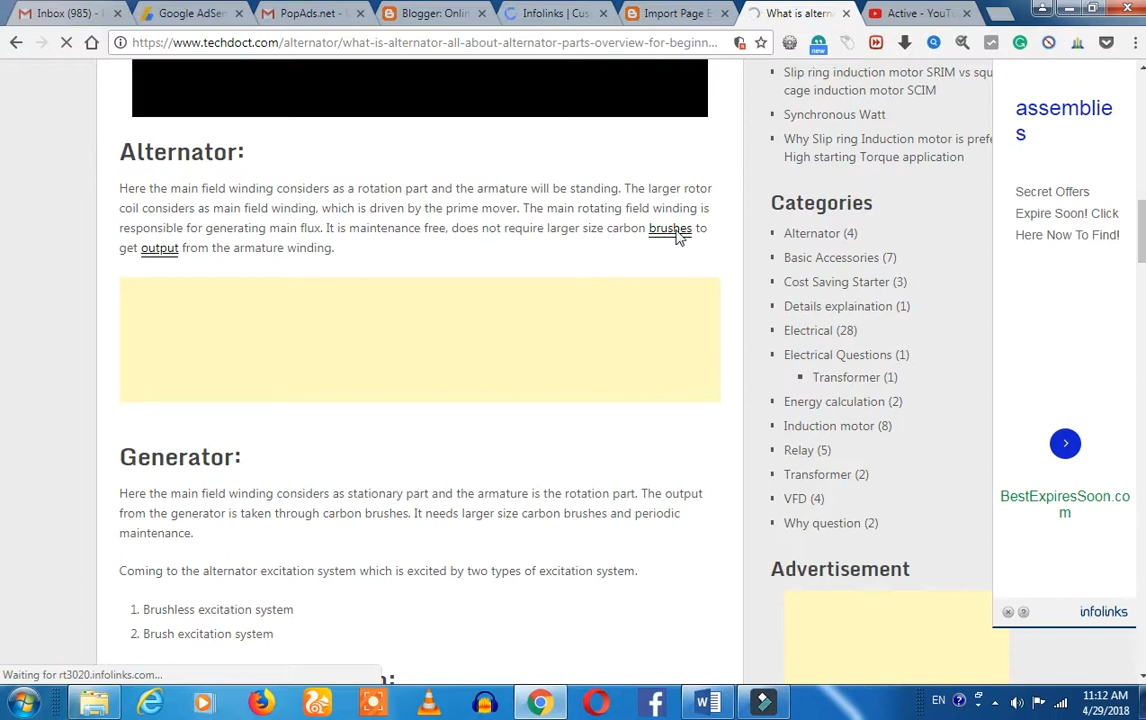 Inbox (985) -
Google AdSen
PopAds.net -
Blogger: Onli
Infolinks | Cus
Import Page E
What is altern
Active - YouTu
https://www.techdoct.com/alternator/what-is-alternator-all-about-alternator-parts-overview-for-beginn...
new
Alternator:
Here the main field winding considers as a rotation part and the armature will be standing. The larger rotor
coil considers as main field winding, which is driven by the prime mover. The main rotating field winding is
responsible for generating main flux. It is maintenance free, does not require larger size carbon brushes to
get output from the armature winding.
Generator:
Here the main field winding considers as stationary part and the armature is the rotation part. The output
from the generator is taken through carbon brushes. It needs larger size carbon brushes and periodic
maintenance.
Coming to the alternator excitation system which is excited by two types of excitation system.
1. Brushless excitation system
2. Brush excitation system
Slip ring induction motor SRIM vs squ
cage induction motor SCIM
Synchronous Watt
Why Slip ring Induction motor is prefe
High starting Torque application
Categories
Alternator (4)
Basic Accessories (7)
Cost Saving Starter (3)
Details explaination (1)
Electrical (28)
Electrical Questions (1)
Transformer (1)
Energy calculation (2)
Induction motor (8)
Relay (5)
Transformer (2)
VFD (4)
Why question (2)
Advertisement
assemblie
s
Secret Offers
Expire Soon! Click
Here Now To Find!
BestExpiresSoon.co
m
infolinks
Waiting for rt3020.infolinks.com...
EN
11:12 AM
4/29/2018